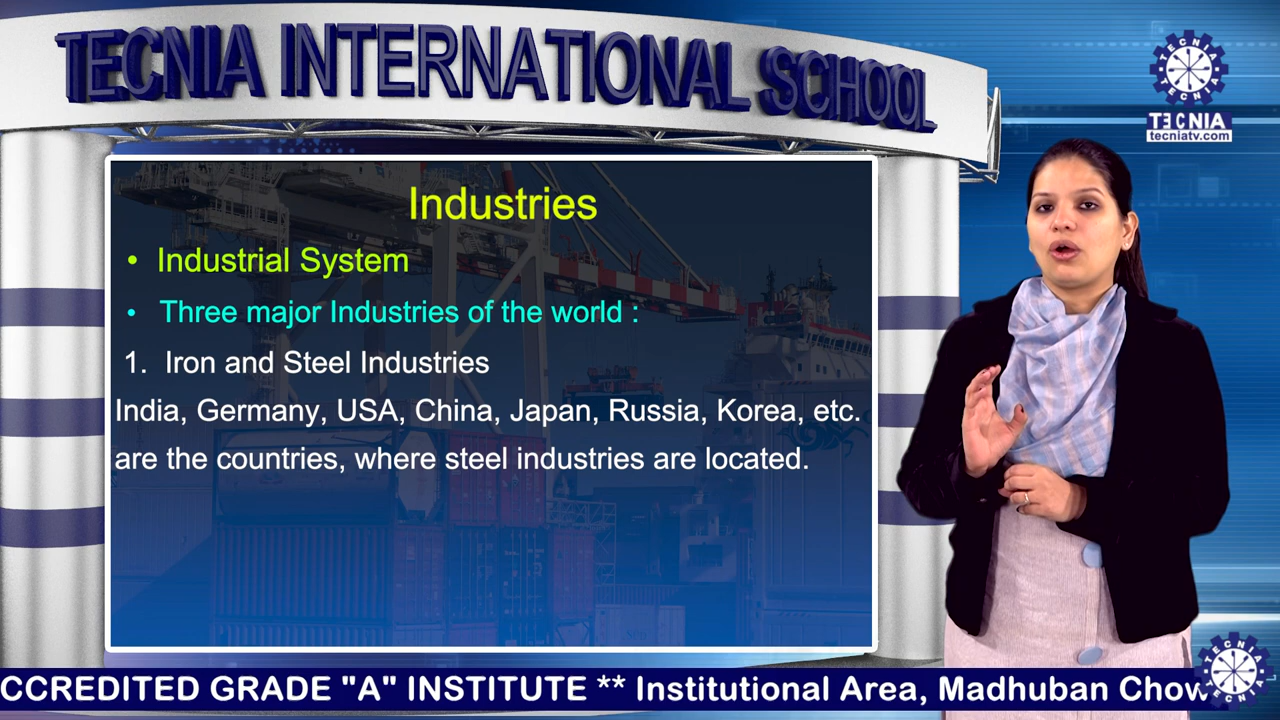 TECNIA INTERNATIONAL SCHOOL
TECNIA
TECNIA
tecniatv.com
Industries
• Industrial System
• Three major Industries of the world :
1. Iron and Steel Industries
India, Germany, USA, China, Japan, Russia, Korea, etc.
are the countries, where steel industries are located.
CCREDITED GRADE "A" INSTITUTE ** Institutional Area, Madhuban Chow
TECNIA